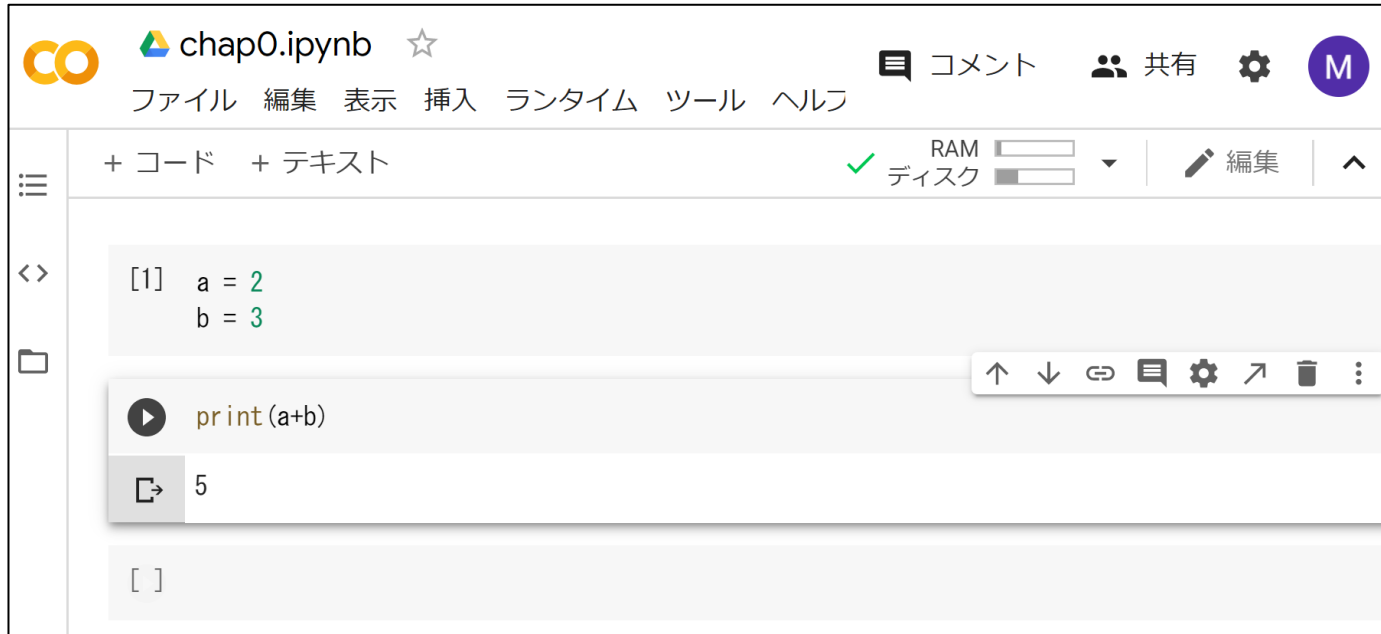 chap0.ipynb
コメント 共有 M
ファイル 編集 表示 挿入 ランタイム ツール ヘルプ
+ コード + テキスト
RAM
ディスク
編集
[1] a = 2
b = 3
print(a+b)
5
[ ]